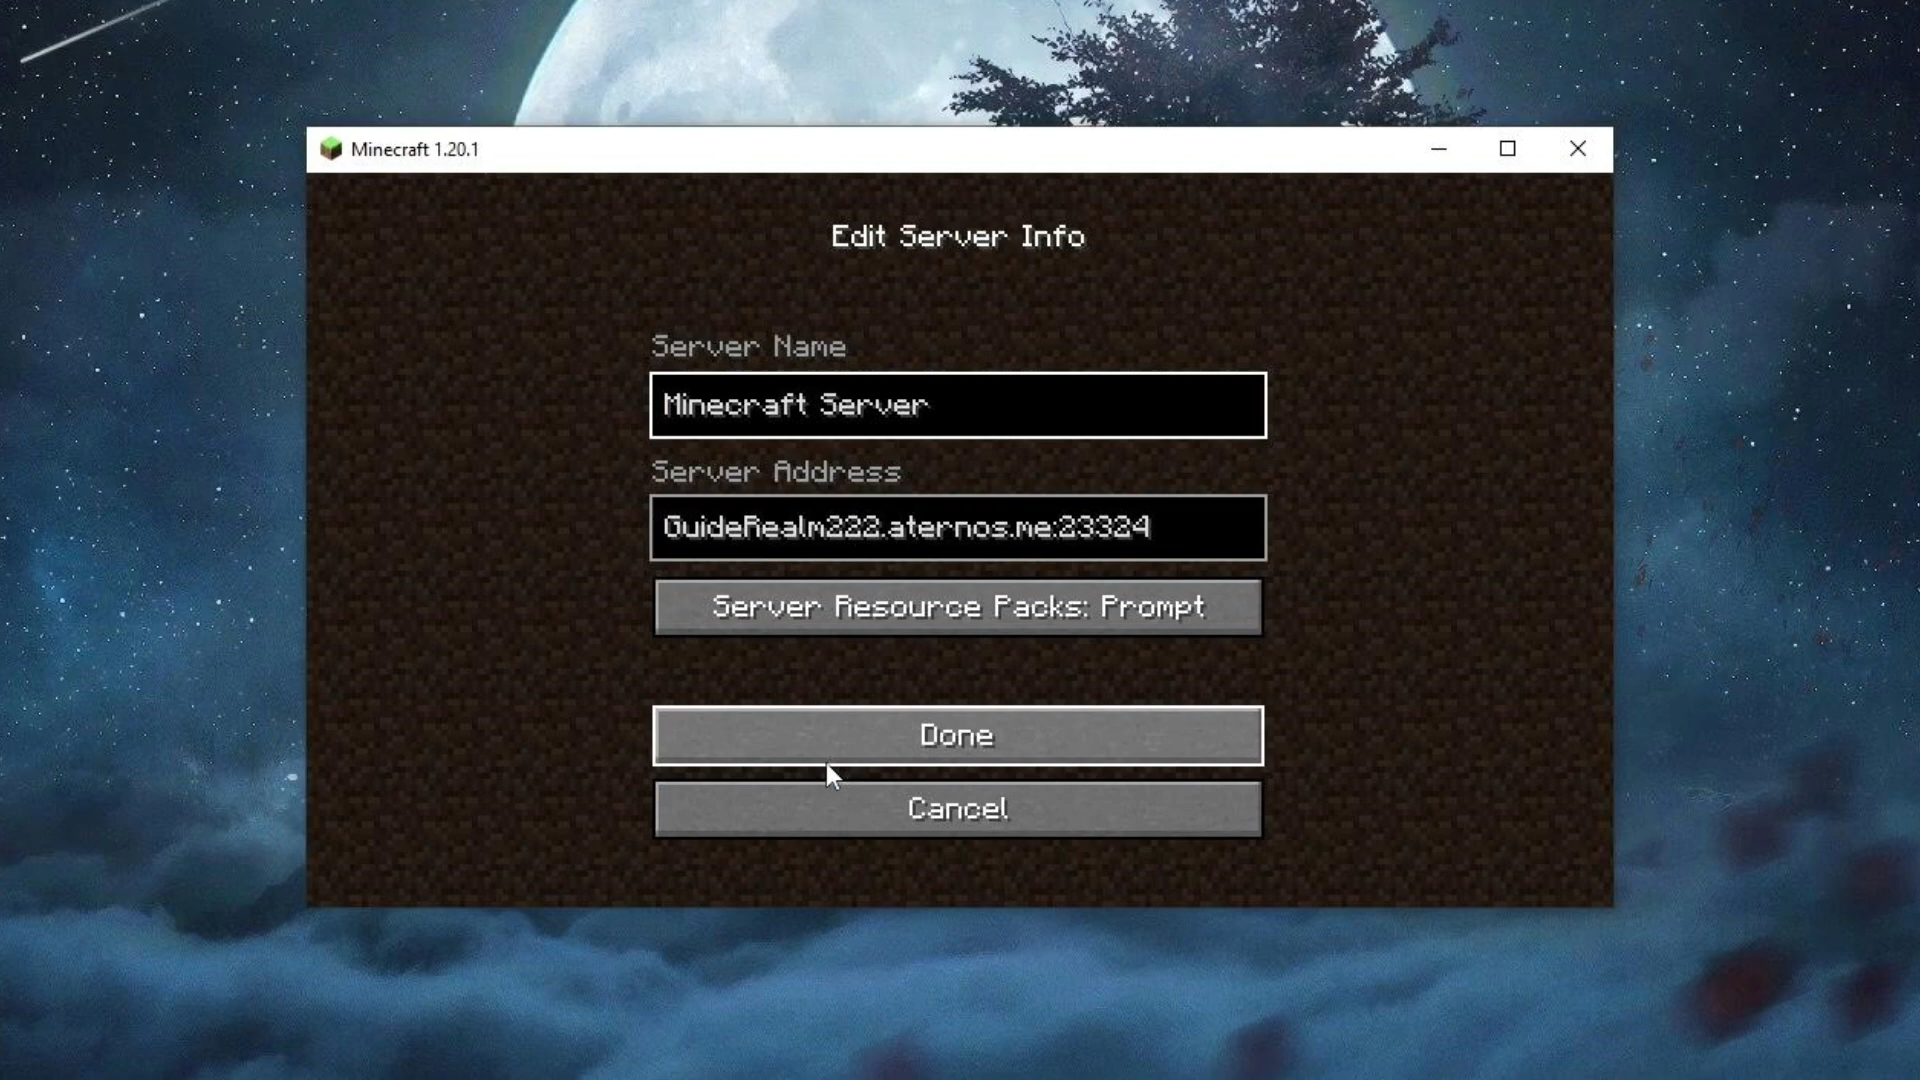 Minecraft 1.20.1
Edit Server Info
Server Name
Minecraft Server
Server Address
GuideRealm222.aternos.me:23324
Server Resource Packs: Prompt
Done
Cancel